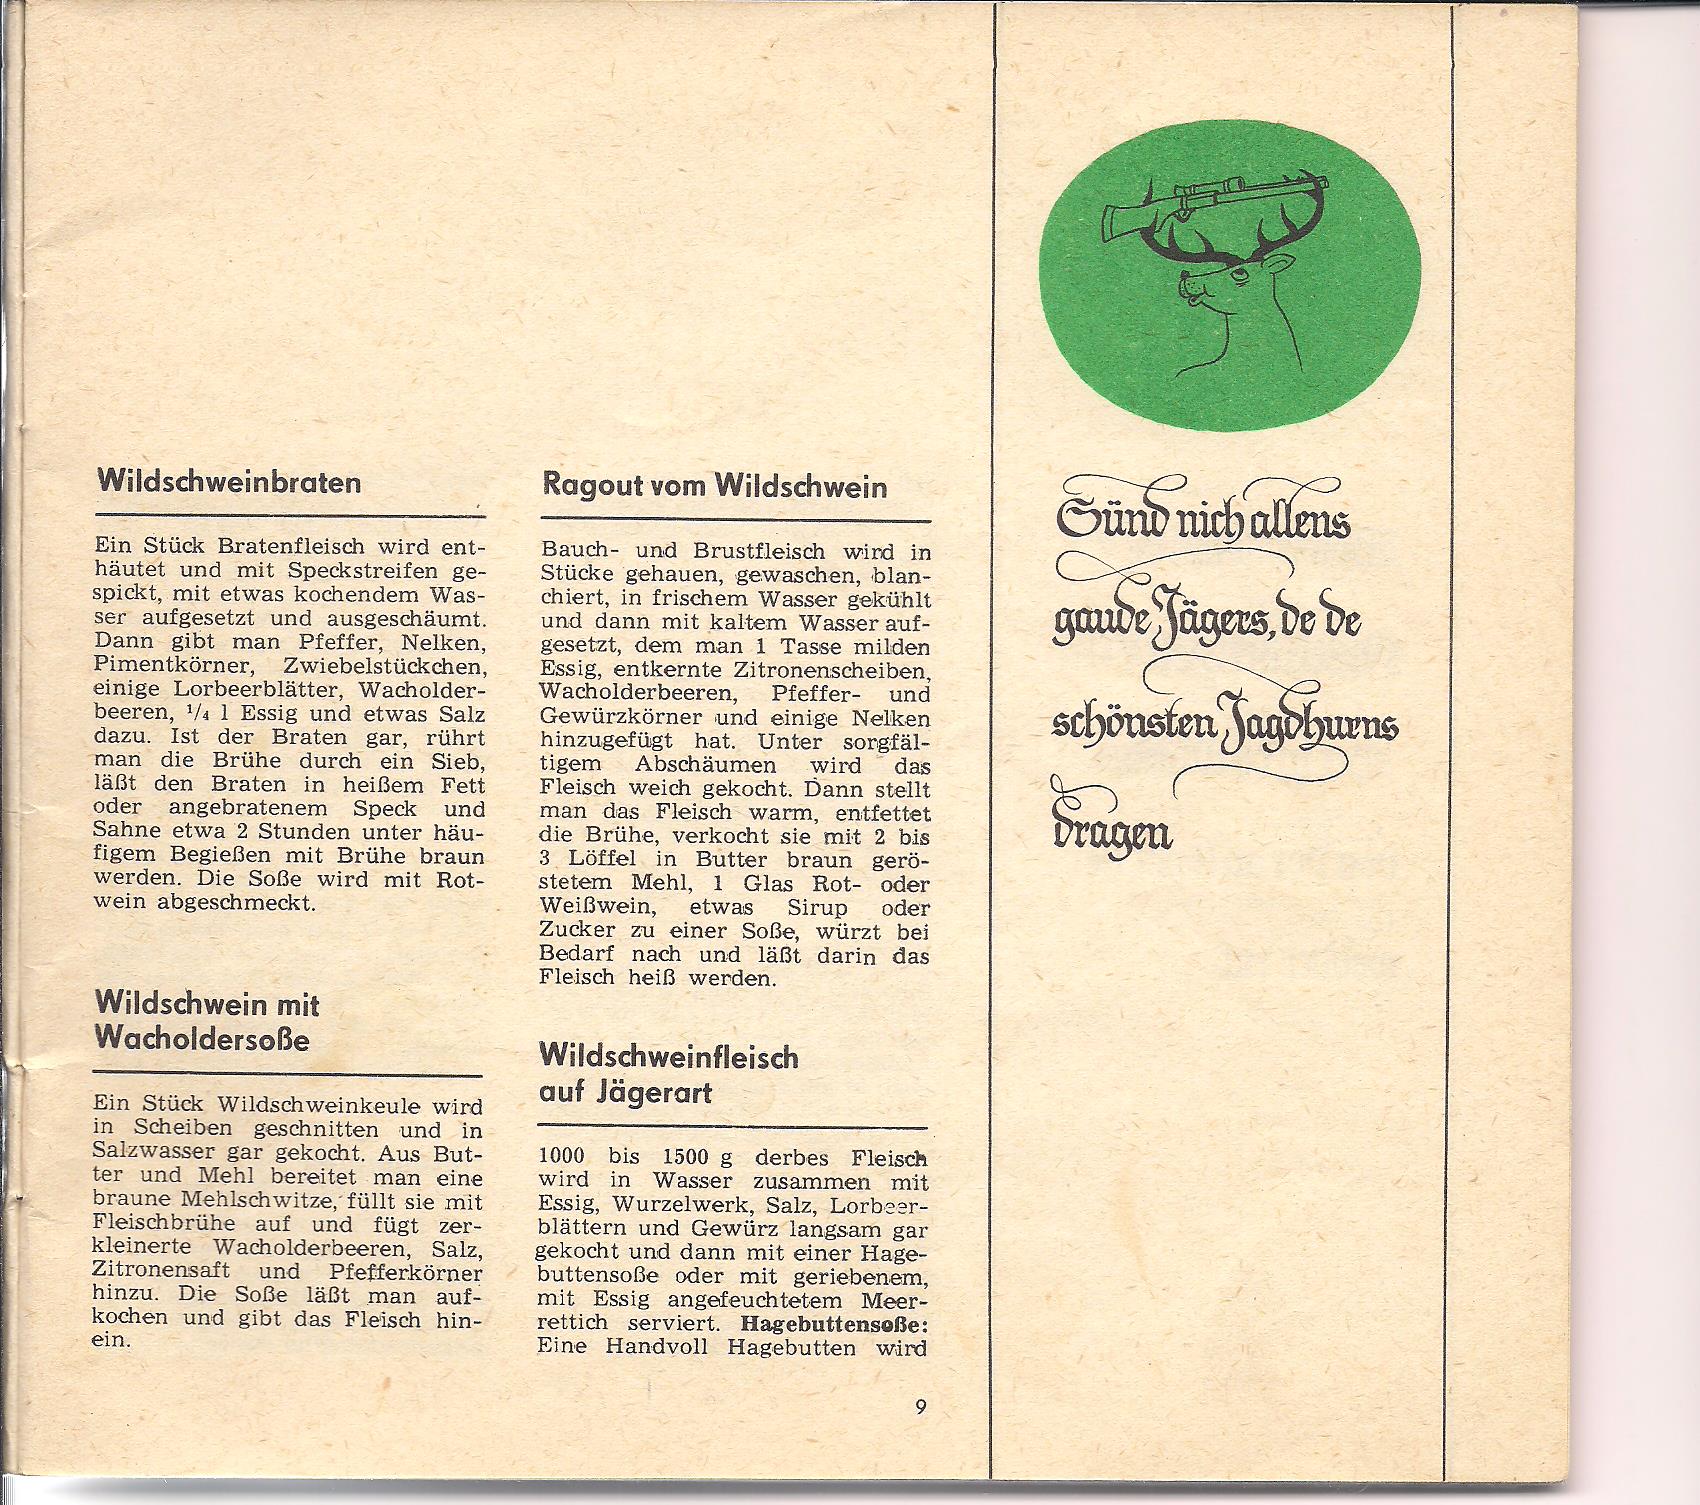 Wildschweinbraten
Ein Stück Bratenfleisch wird ent-
häutet und mit Speckstreifen ge-
spickt, mit etwas kochendem Was-
ser aufgesetzt und ausgeschäumt.
Dann gibt man Pfeffer, Nelken,
Pimentkörner, Zwiebelstückchen,
einige Lorbeerblätter, Wacholder-
beeren, 1/4 l Essig und etwas Salz
dazu. Ist der Braten gar, rührt
man die Brühe durch ein Sieb,
läßt den Braten in heißem Fett
oder angebratenem Speck und
Sahne etwa 2 Stunden unter häu-
figem Begießen mit Brühe braun
werden. Die Soße wird mit Rot-
wein abgeschmeckt.
Wildschwein mit
Wacholdersoße
Ein Stück Wildschweinkeule wird
in Scheiben geschnitten und in
Salzwasser gar gekocht. Aus But-
ter und Mehl bereitet man eine
braune Mehlschwitze, füllt sie mit
Fleischbrühe auf und fügt zer-
kleinerte Wacholderbeeren, Salz,
Zitronensaft und Pfefferkörner
hinzu. Die Soße läßt man auf-
kochen und gibt das Fleisch hin-
ein.
Ragout vom Wildschwein
Bauch- und Brustfleisch wird in
Stücke gehauen, gewaschen, blan-
chiert, in frischem Wasser gekühlt
und dann mit kaltem Wasser auf-
gesetzt, dem man 1 Tasse milden
Essig, entkernte Zitronenscheiben,
Wacholderbeeren, Pfeffer- und
Gewürzkörner und einige Nelken
hinzugefügt hat. Unter sorgfäl-
tigem Abschäumen wird das
Fleisch weich gekocht. Dann stellt
man das Fleisch warm, entfettet
die Brühe, verkocht sie mit 2 bis
3 Löffel in Butter braun gerö-
stetem Mehl, 1 Glas Rot- oder
Weißwein, etwas Sirup oder
Zucker zu einer Soße, würzt bei
Bedarf nach und läßt darin das
Fleisch heiß werden.
Wildschweinfleisch
auf Jägerart
1000 bis 1500 g derbes Fleisch
wird in Wasser zusammen mit
Essig, Wurzelwerk, Salz, Lorbeer-
blättern und Gewürz langsam gar
gekocht und dann mit einer Hage-
buttensoße oder mit geriebenem,
mit Essig angefeuchtetem Meer-
rettich serviert. Hagebuttensoße:
Eine Handvoll Hagebutten wird
9
Sünd nich allens
gaude Jägers, de de
schönsten Jagdhurns
dragen